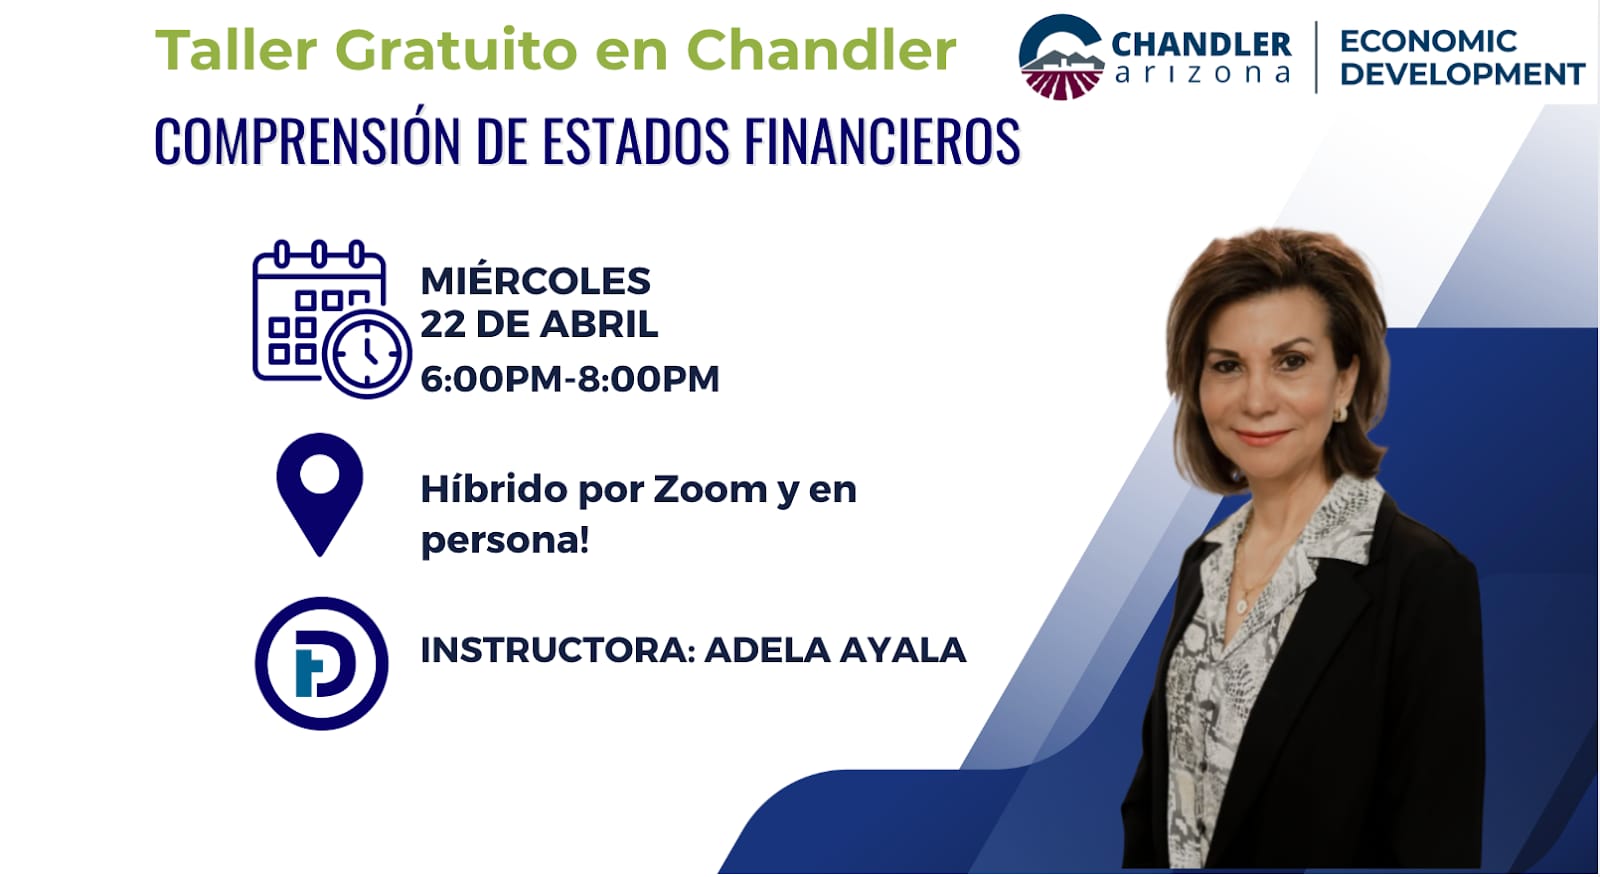 Taller Gratuito en Chandler
CHANDLER
arizona
ECONOMIC
DEVELOPMENT
COMPRENSIÓN DE ESTADOS FINANCIEROS
MIÉRCOLES
22 DE ABRIL
6:00PM-8:00PM
Híbrido por Zoom y en
persona!
INSTRUCTORA: ADELA AYALA